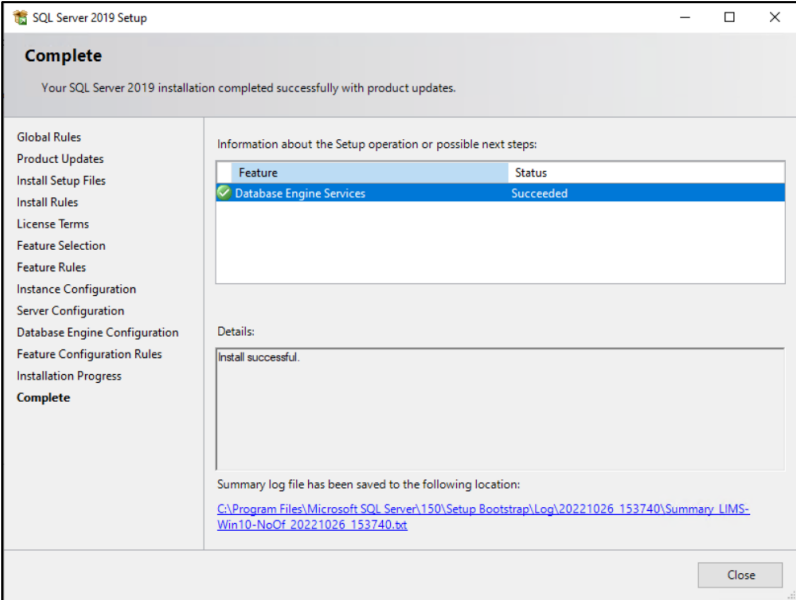 SQL Server 2019 Setup
Complete
Your SQL Server 2019 installation completed successfully with product updates.
Global Rules
Product Updates
Install Setup Files
Install Rules
License Terms
Feature Selection
Feature Rules
Instance Configuration
Server Configuration
Database Engine Configuration
Feature Configuration Rules
Installation Progress
Complete
Information about the Setup operation or possible next steps:
Feature Status
Database Engine Services Succeeded
Details:
Install successful.
Summary log file has been saved to the following location:
C:\Program Files\Microsoft SQL Server\150\Setup Bootstrap\Log\20221026_153740\Summary_LIMS-
Win10-NoOf_20221026_153740.txt
Close